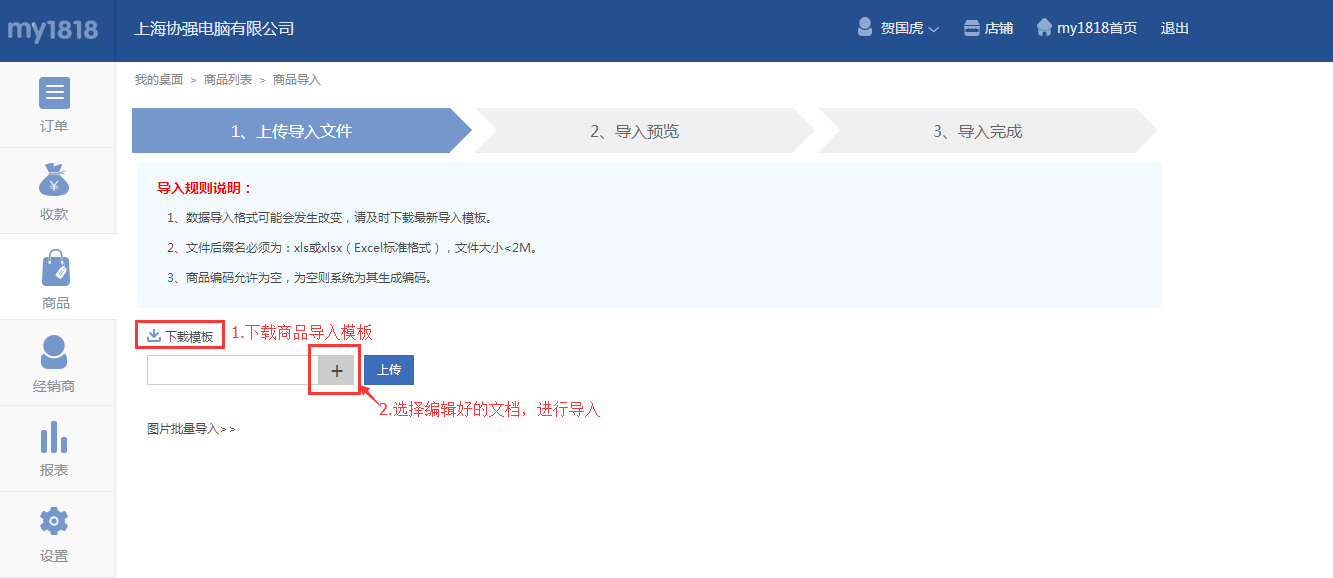 my1818 上海协强电脑有限公司 贺国虎 店铺 my1818首页 退出
我的桌面 > 商品列表 > 商品导入
订单
收款
商品
经销商
报表
设置
1、上传导入文件 2、导入预览 3、导入完成
导入规则说明：
1、数据导入格式可能会发生改变，请及时下载最新导入模板。
2、文件后缀名必须为：xls或xlsx（Excel标准格式），文件大小<2M。
3、商品编码允许为空，为空则系统为其生成编码。
下载模板 1.下载商品导入模板
+ 上传
2.选择编辑好的文档，进行导入
图片批量导入>>